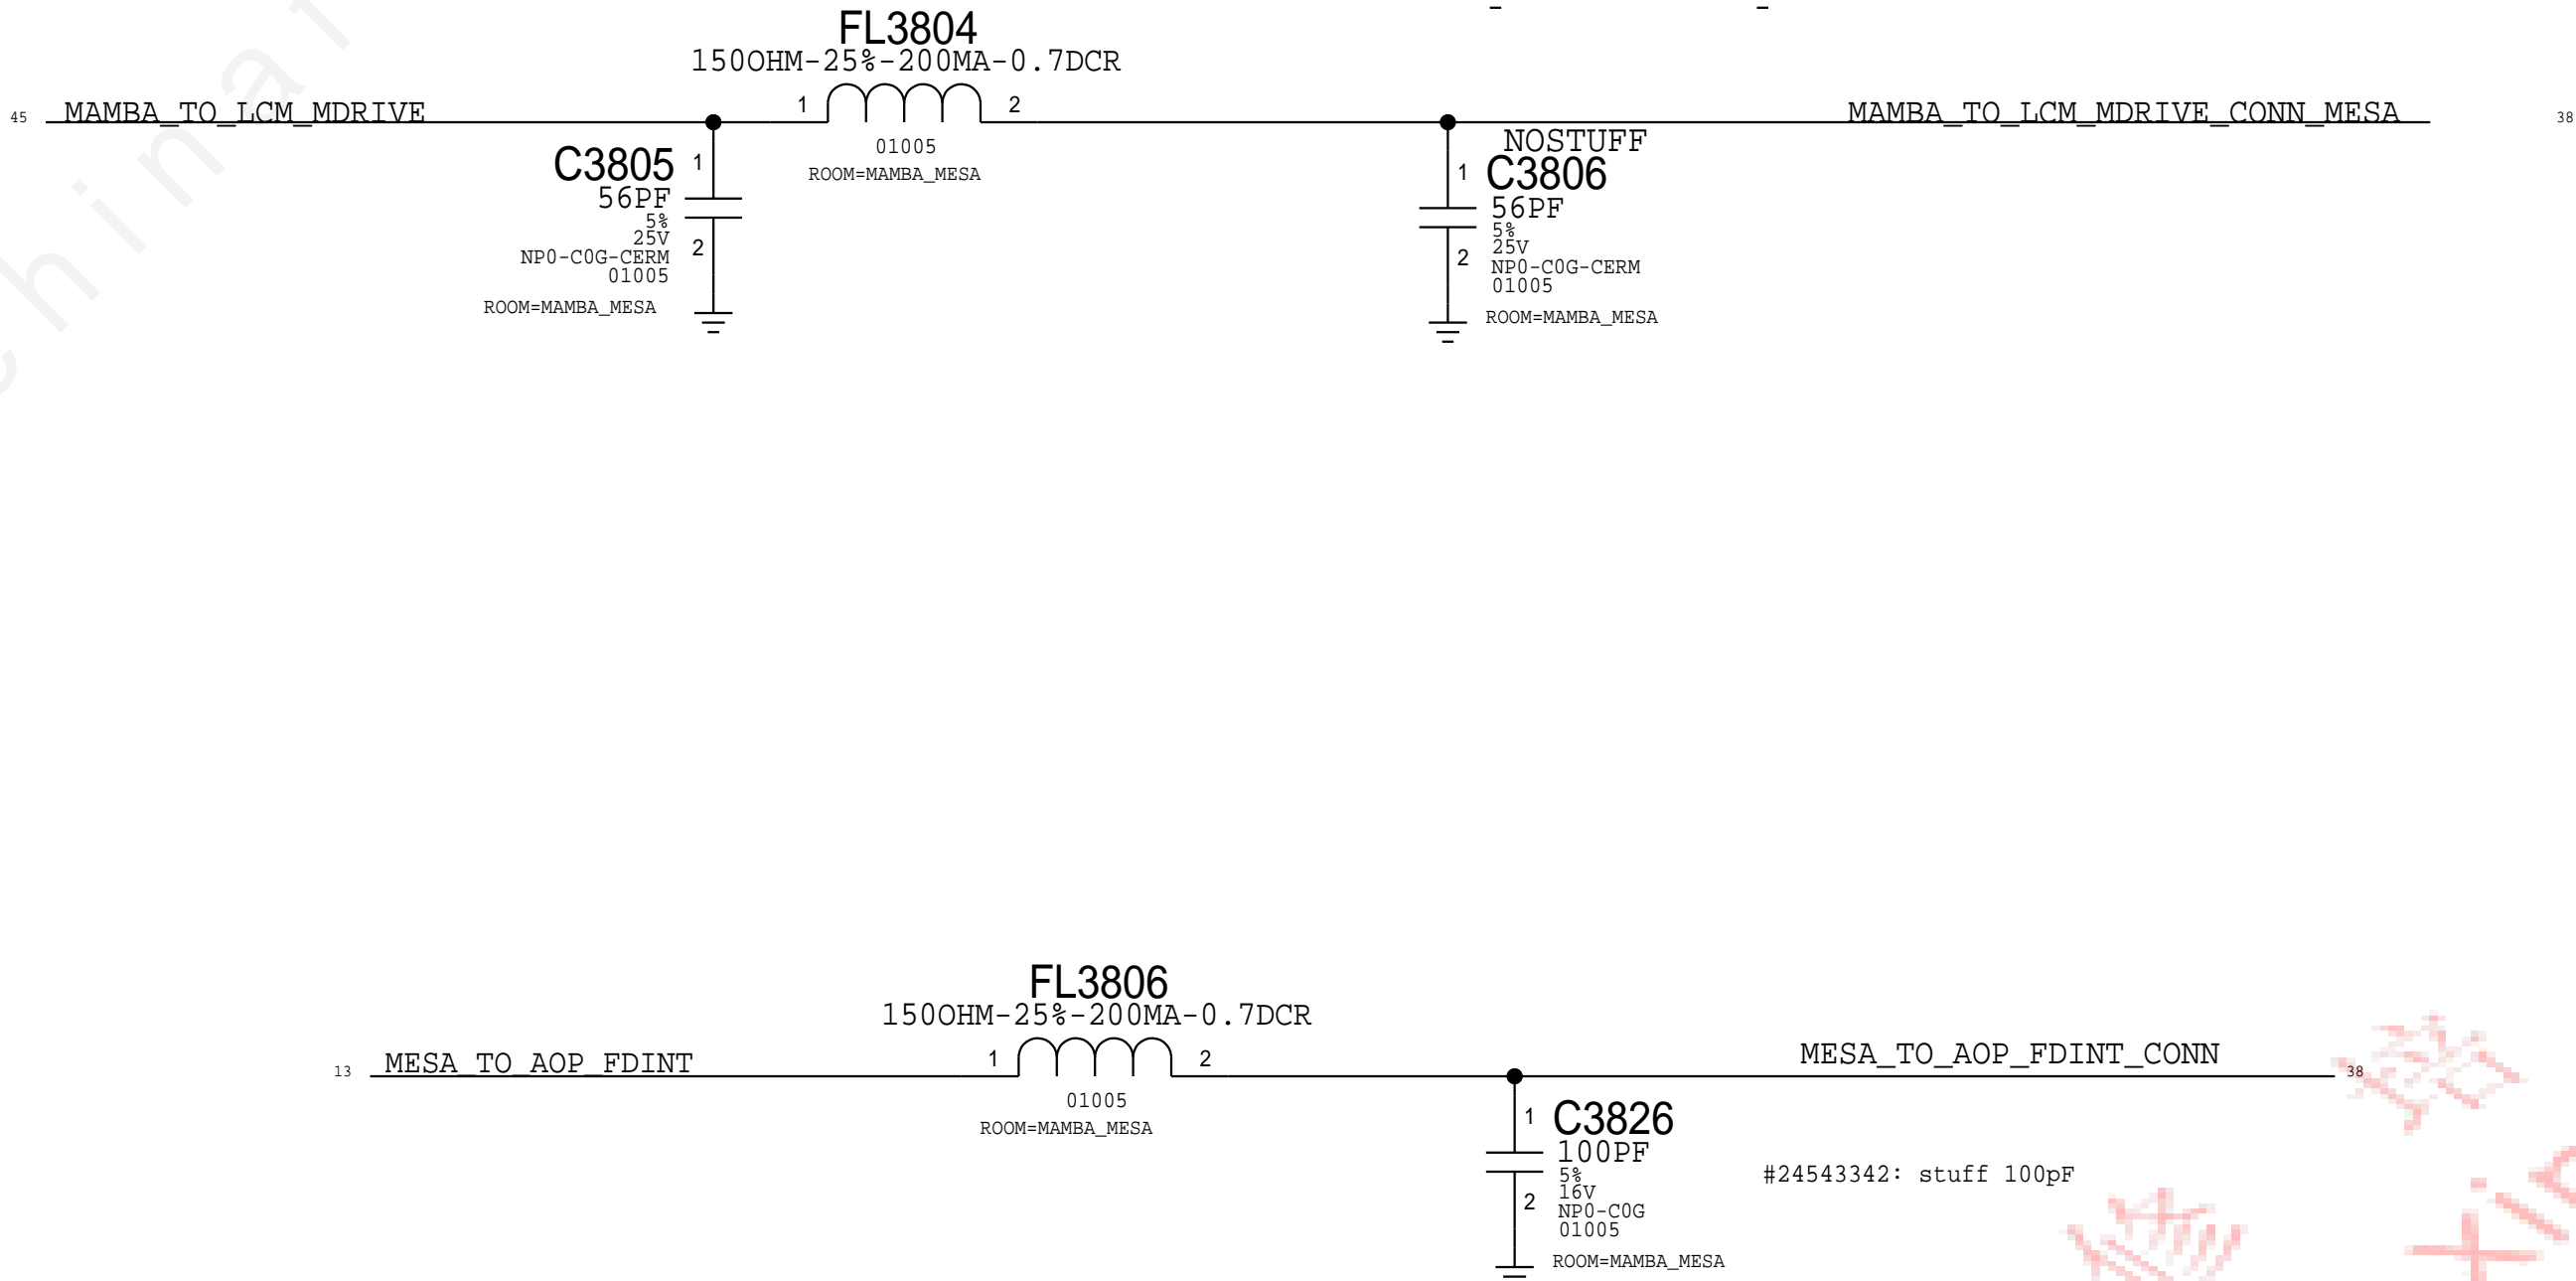 FL3804
150OHM-25%-200MA-0.7DCR
45 MAMBA_TO_LCM_MDRIVE
1 2
MAMBA_TO_LCM_MDRIVE_CONN_MESA 38
01005
ROOM=MAMBA_MESA
C3805 1
56PF
5%
25V
2
NP0-C0G-CERM
01005
ROOM=MAMBA_MESA
NOSTUFF
1 C3806
56PF
5%
25V
2
NP0-C0G-CERM
01005
ROOM=MAMBA_MESA
FL3806
150OHM-25%-200MA-0.7DCR
13 MESA_TO_AOP_FDINT
1 2
MESA_TO_AOP_FDINT_CONN
38
01005
ROOM=MAMBA_MESA
1 C3826
100PF
5%
16V
2
NP0-C0G
01005
ROOM=MAMBA_MESA
#24543342: stuff 100pF